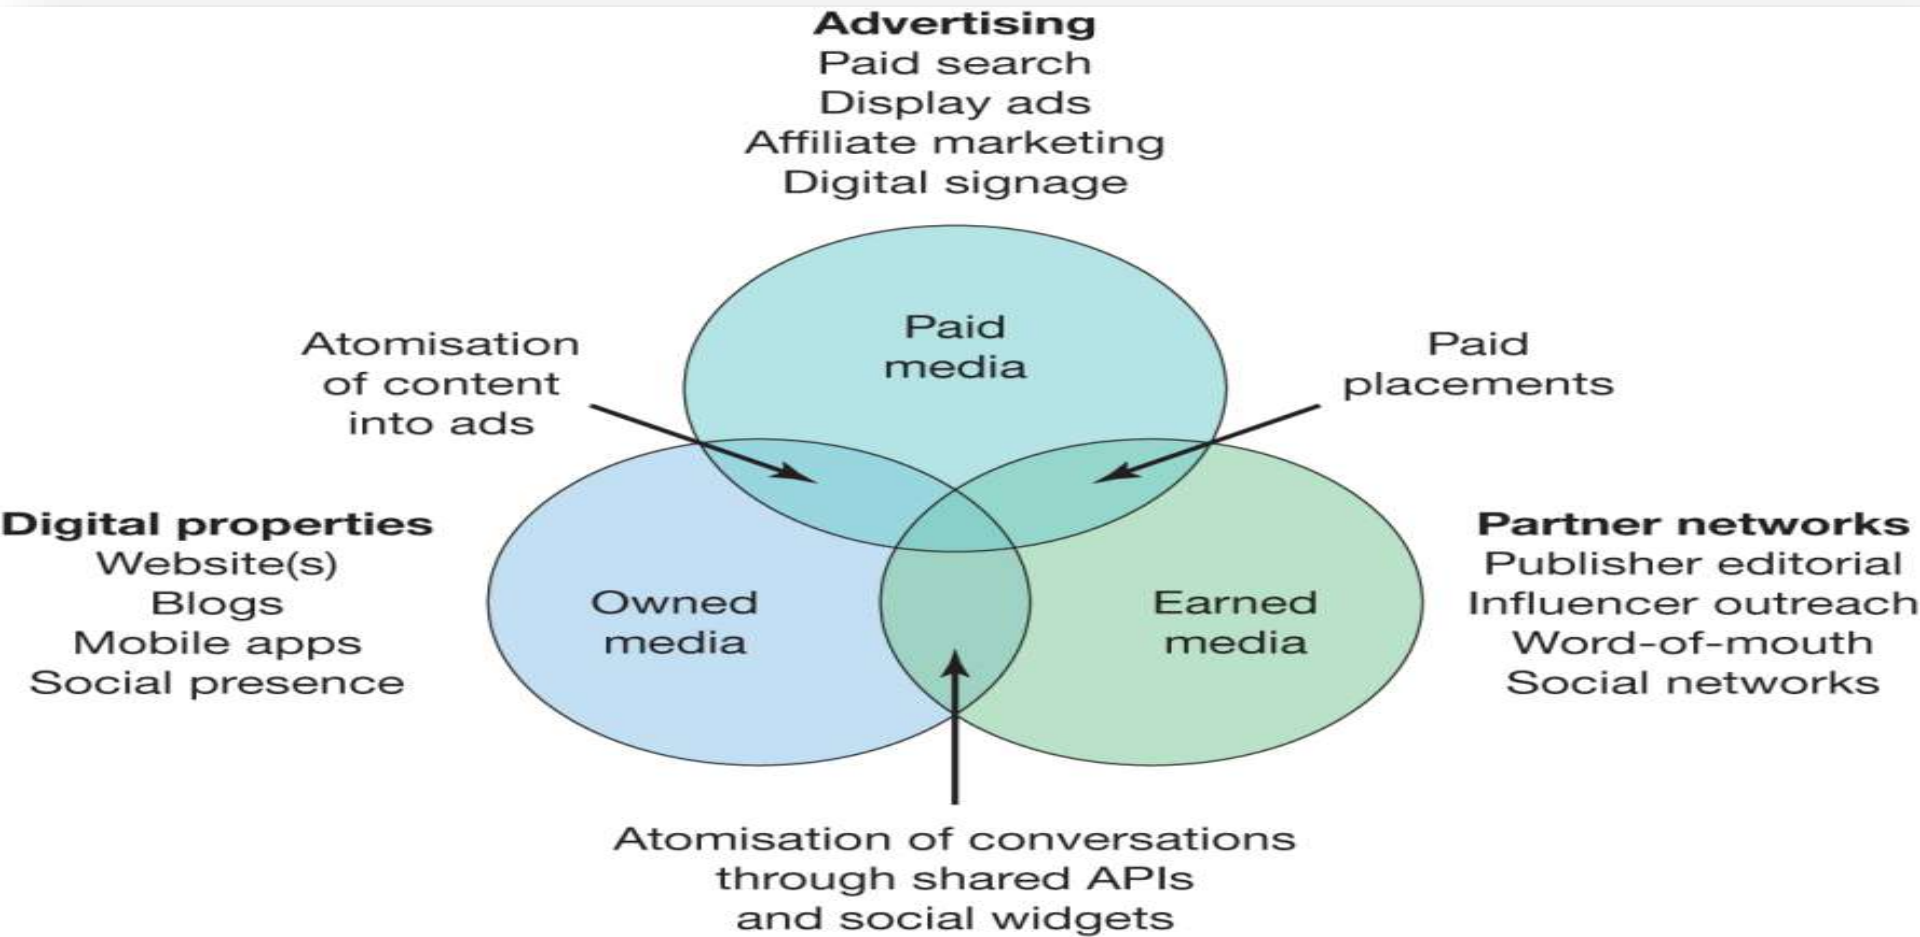 Advertising
Paid search
Display ads
Affiliate marketing
Digital signage
Paid
media
Atomisation
of content
into ads
Paid
placements
Digital properties
Website(s)
Blogs
Mobile apps
Social presence
Owned
media
Earned
media
Partner networks
Publisher editorial
Influencer outreach
Word-of-mouth
Social networks
Atomisation of conversations
through shared APIs
and social widgets